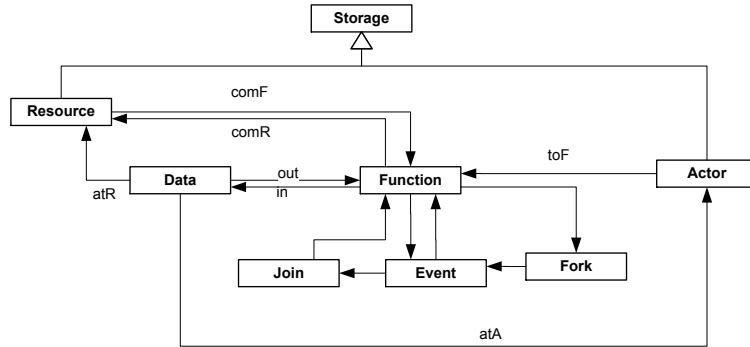 Storage
Resource
comF
comR
toF
Data
out
in
Function
Actor
atR
Join
Event
Fork
atA